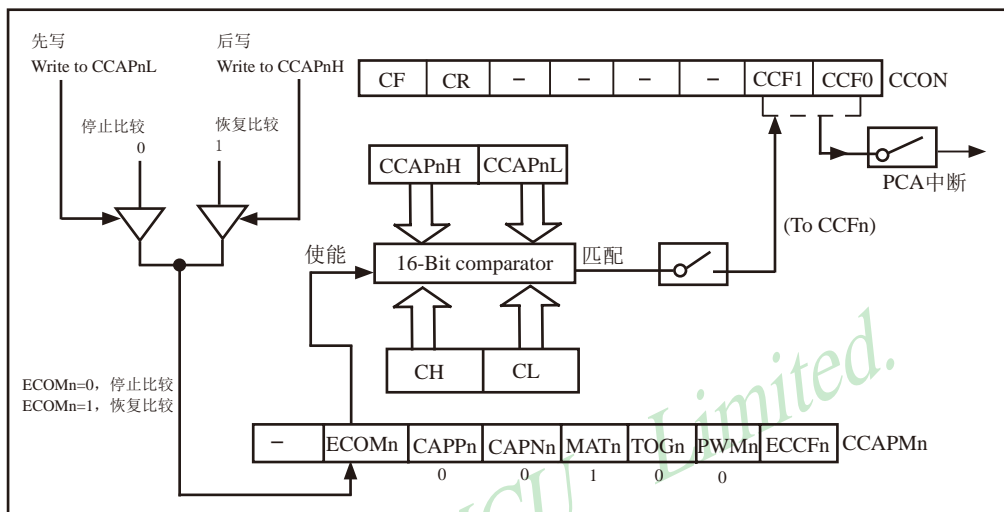 先写
Write to CCAPnL
后写
Write to CCAPnH
CF CR – – – – CCF1 CCF0 CCON
停止比较
0
恢复比较
1
CCAPnH CCAPnL
PCA中断
(To CCFn)
使能
16-Bit comparator
匹配
CH CL
ECOMn=0，停止比较
ECOMn=1，恢复比较
– ECOMn CAPPn CAPNn MATn TOGn PWMn ECCFn CCAPMn
0 0 1 0 0
MCU Limited.